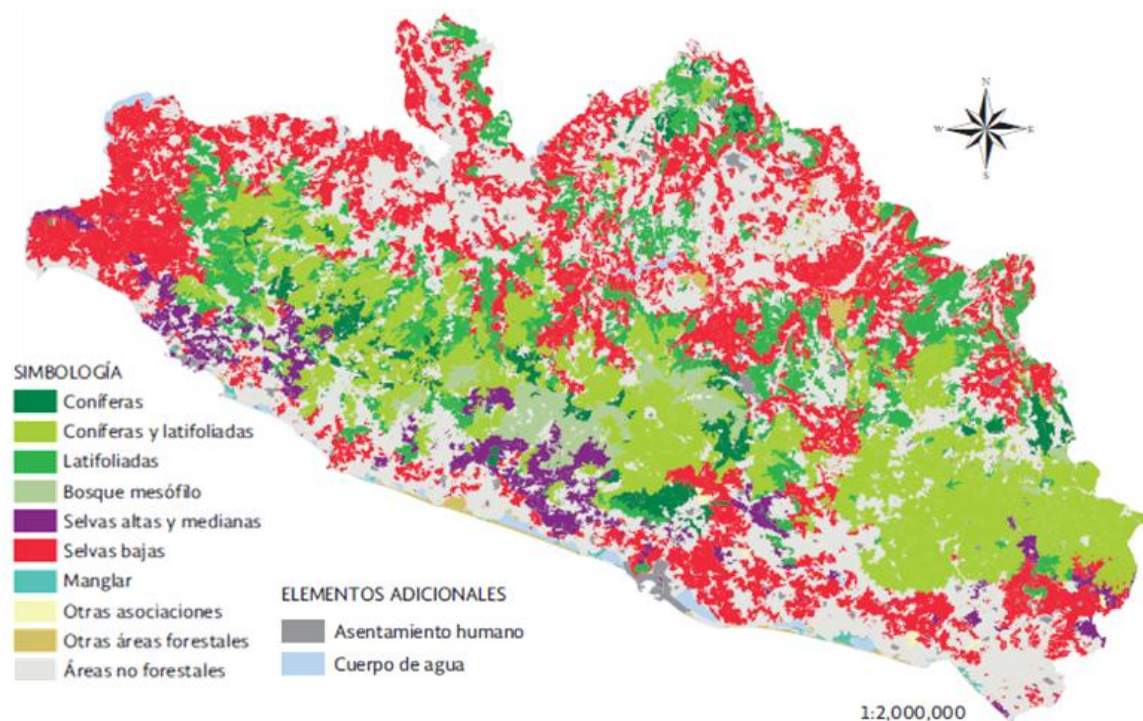 N
W
E
S
SIMBOLOGÍA
Coníferas
Coníferas y latifoliadas
Latifoliadas
Bosque mesófilo
Selvas altas y medianas
Selvas bajas
Manglar
Otras asociaciones
Otras áreas forestales
Áreas no forestales
ELEMENTOS ADICIONALES
Asentamiento humano
Cuerpo de agua
1:2,000,000